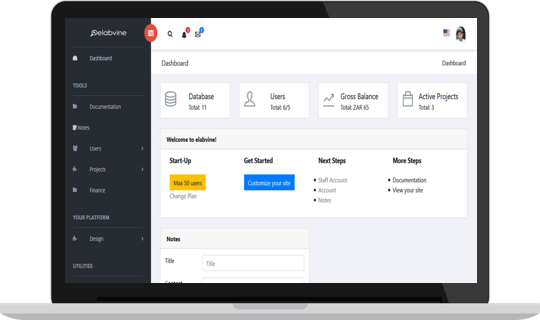 elabvine
Dashboard
TOOLS
Documentation
Notes
Users
Projects
Finance
YOUR PLATFORM
Design
UTILITIES
Dashboard
Dashboard
Database
Total: 11
Users
Total: 6/5
Gross Balance
Total: ZAR 65
Active Projects
Total: 3
Welcome to elabvine!
Start-Up
Max 50 users
Change Plan
Get Started
Customize your site
Next Steps
Staff Account
Account
Notes
More Steps
Documentation
View your site
Notes
Title
Title